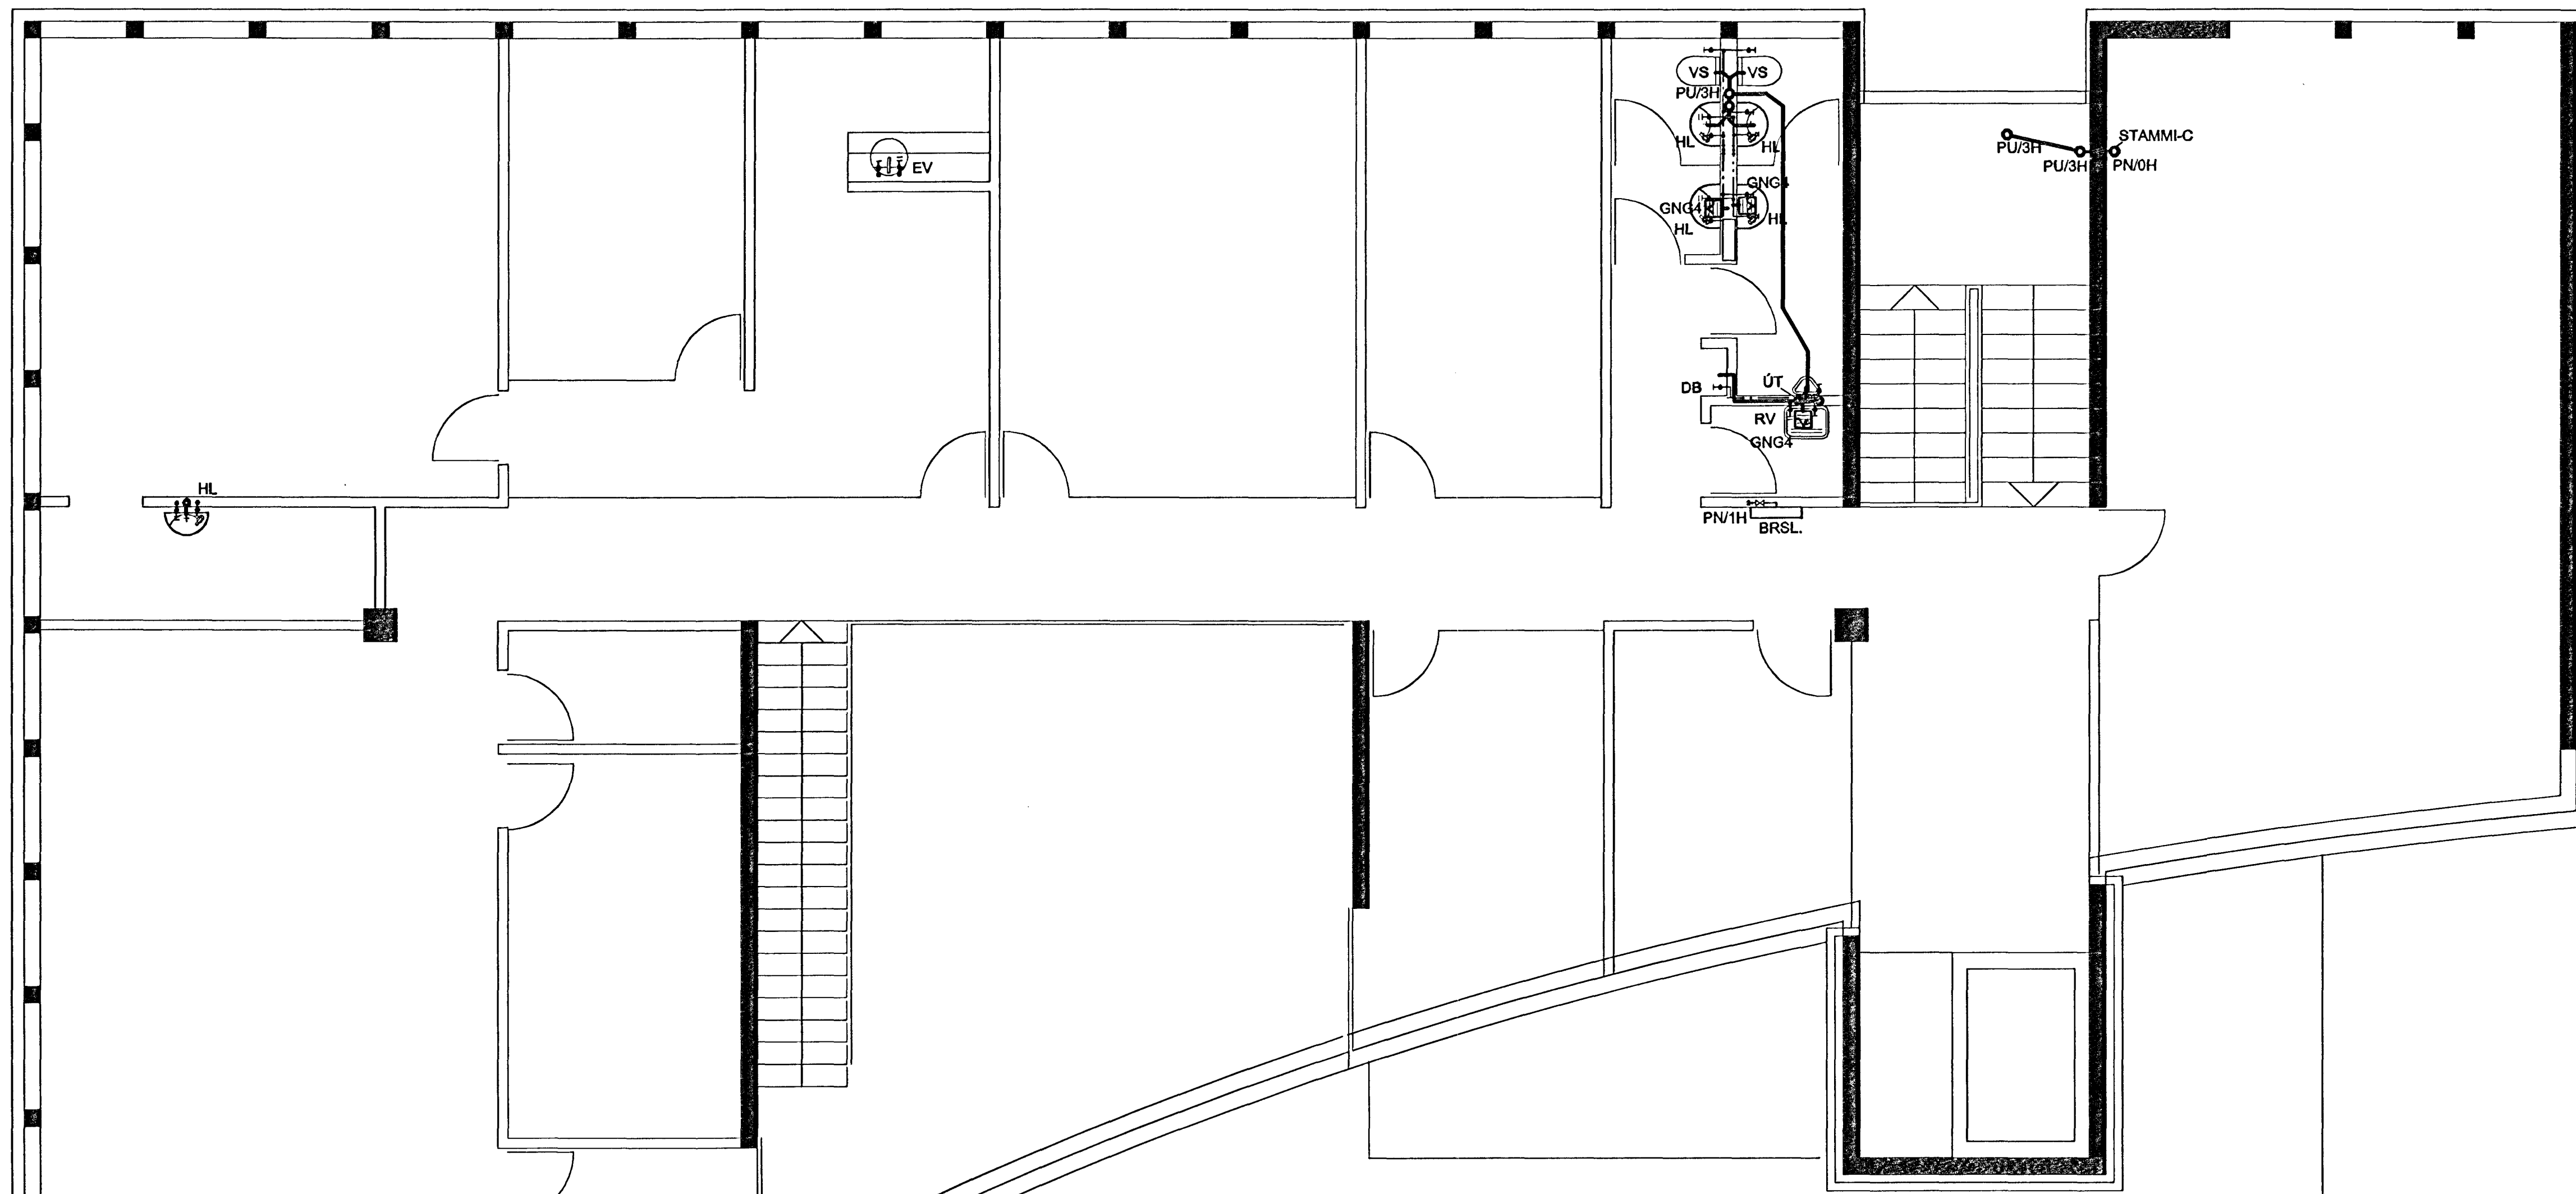 VS VS
PU/3H
HL HL
STAMMI-C
PU/3H
PU/3H PN/0H
EV
GNG4
GNG4
HL HL
DB ÚT
RV
GNG4
HL
PN/1H
BRSL.